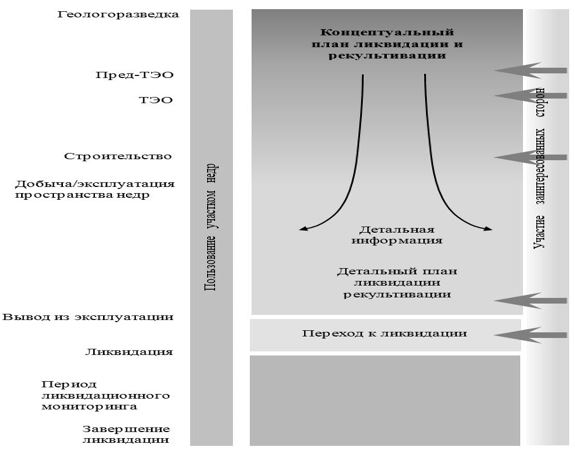 Геологоразведка
Пред-ТЭО
ТЭО
Строительство
Добыча/эксплуатация
пространства недр
Вывод из эксплуатации
Ликвидация
Период
ликвидационного
мониторинга
Завершение
ликвидации
Пользование участком недр
Концептуальный
план ликвидации и
рекультивации
Детальная
информация
Детальный план
ликвидации
рекультивации
Переход к ликвидации
Участие заинтересованных сторон